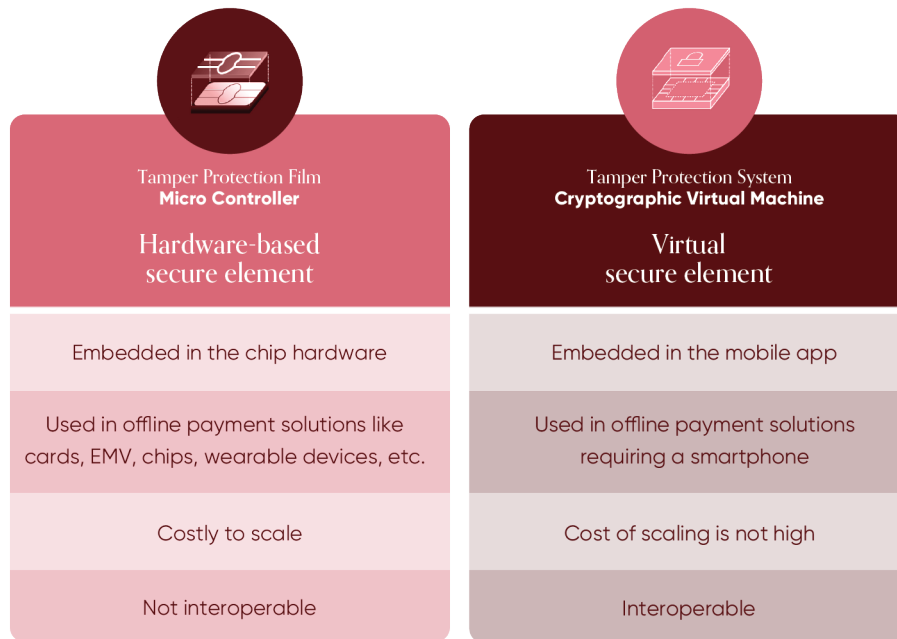 Tamper Protection Film
Micro Controller
Hardware-based
secure element
Embedded in the chip hardware
Used in offline payment solutions like
cards, EMV, chips, wearable devices, etc.
Costly to scale
Not interoperable
Tamper Protection System
Cryptographic Virtual Machine
Virtual
secure element
Embedded in the mobile app
Used in offline payment solutions
requiring a smartphone
Cost of scaling is not high
Interoperable